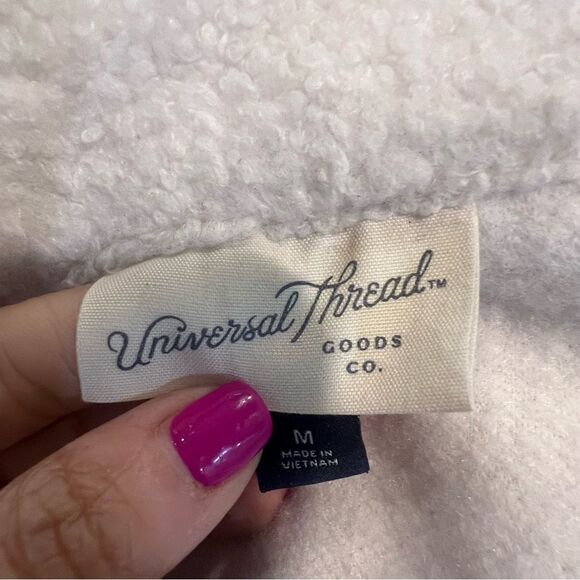 Universal Thread™
GOODS
CO.
M
MADE IN
VIETNAM